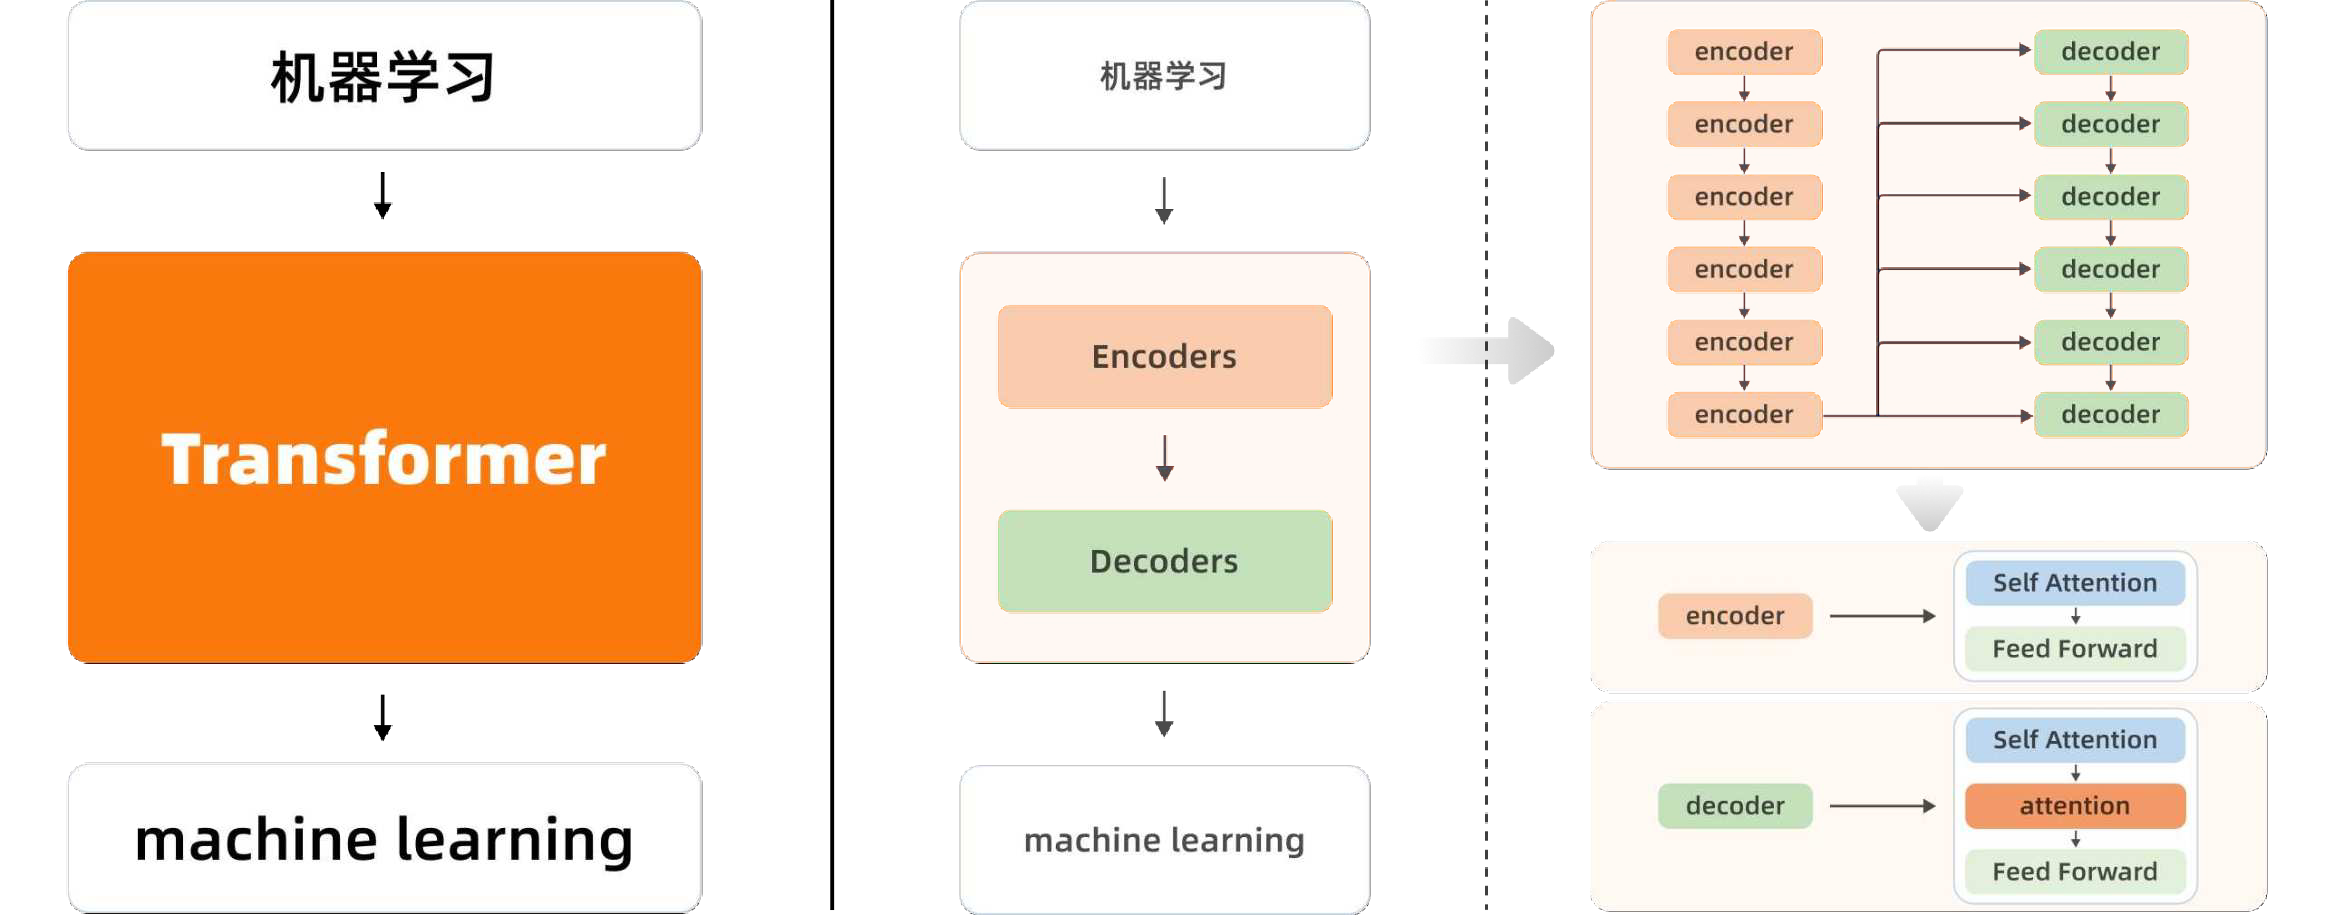 机器学习
Transformer
machine learning
机器学习
Encoders
Decoders
machine learning
encoder
encoder
encoder
encoder
encoder
encoder
decoder
decoder
decoder
decoder
decoder
decoder
encoder
Self Attention
Feed Forward
decoder
Self Attention
attention
Feed Forward